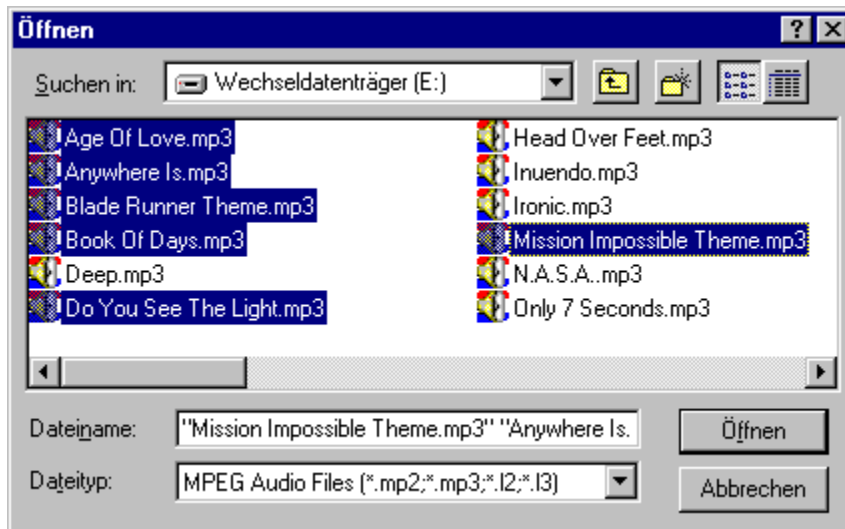 Öffnen
Suchen in: Wechseldatenträger (E:)
Age Of Love.mp3
Anywhere Is.mp3
Blade Runner Theme.mp3
Book Of Days.mp3
Deep.mp3
Do You See The Light.mp3
Head Over Feet.mp3
Inuendo.mp3
Ironic.mp3
Mission Impossible Theme.mp3
N.A.S.A..mp3
Only 7 Seconds.mp3
Dateiname: "Mission Impossible Theme.mp3" "Anywhere Is.
Öffnen
Dateityp: MPEG Audio Files (*.mp2;*.mp3;*.l2;*.l3)
Abbrechen